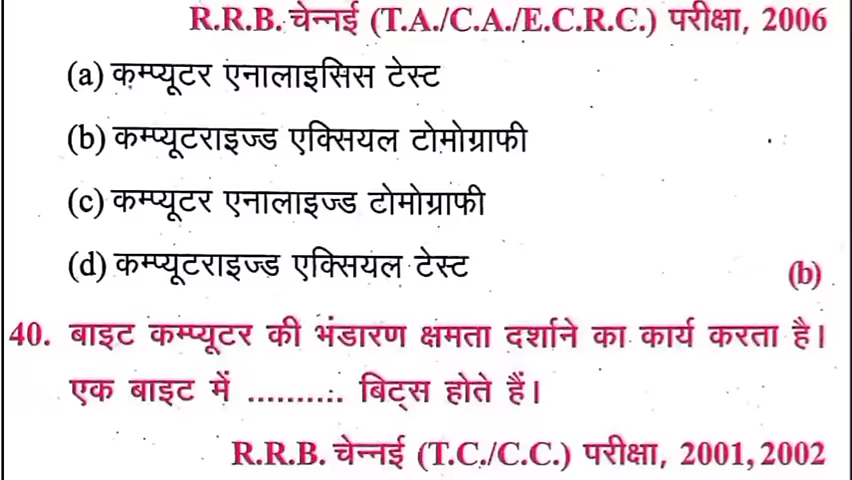 R.R.B. चेन्नई (T.A./C.A./E.C.R.C.) परीक्षा, 2006
(a) कम्प्यूटर एनालाइसिस टेस्ट
(b) कम्प्यूटराइज्ड एक्सियल टोमोग्राफी
(c) कम्प्यूटर एनालाइज्ड टोमोग्राफी
(d) कम्प्यूटराइज्ड एक्सियल टेस्ट (b)
40. बाइट कम्प्यूटर की भंडारण क्षमता दर्शाने का कार्य करता है।
एक बाइट में .......... बिट्स होते हैं।
R.R.B. चेन्नई (T.C./C.C.) परीक्षा, 2001, 2002